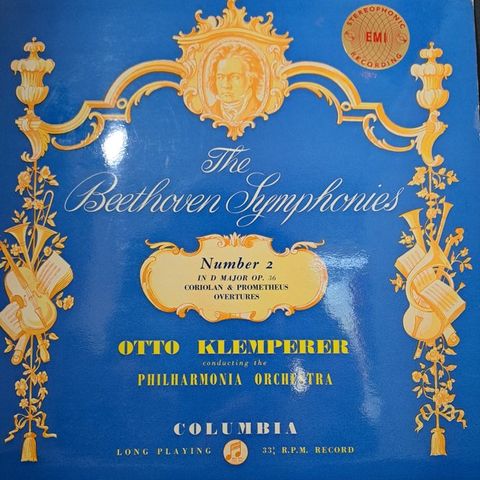 STEREOPHONIC
EMI
RECORDING
The
Beethoven Symphonies
Number 2
IN D MAJOR OP. 36
CORIOLAN & PROMETHEUS
OVERTURES
OTTO KLEMPERER
conducting the
PHILHARMONIA ORCHESTRA
COLUMBIA
LONG PLAYING 33⅓ R.P.M. RECORD